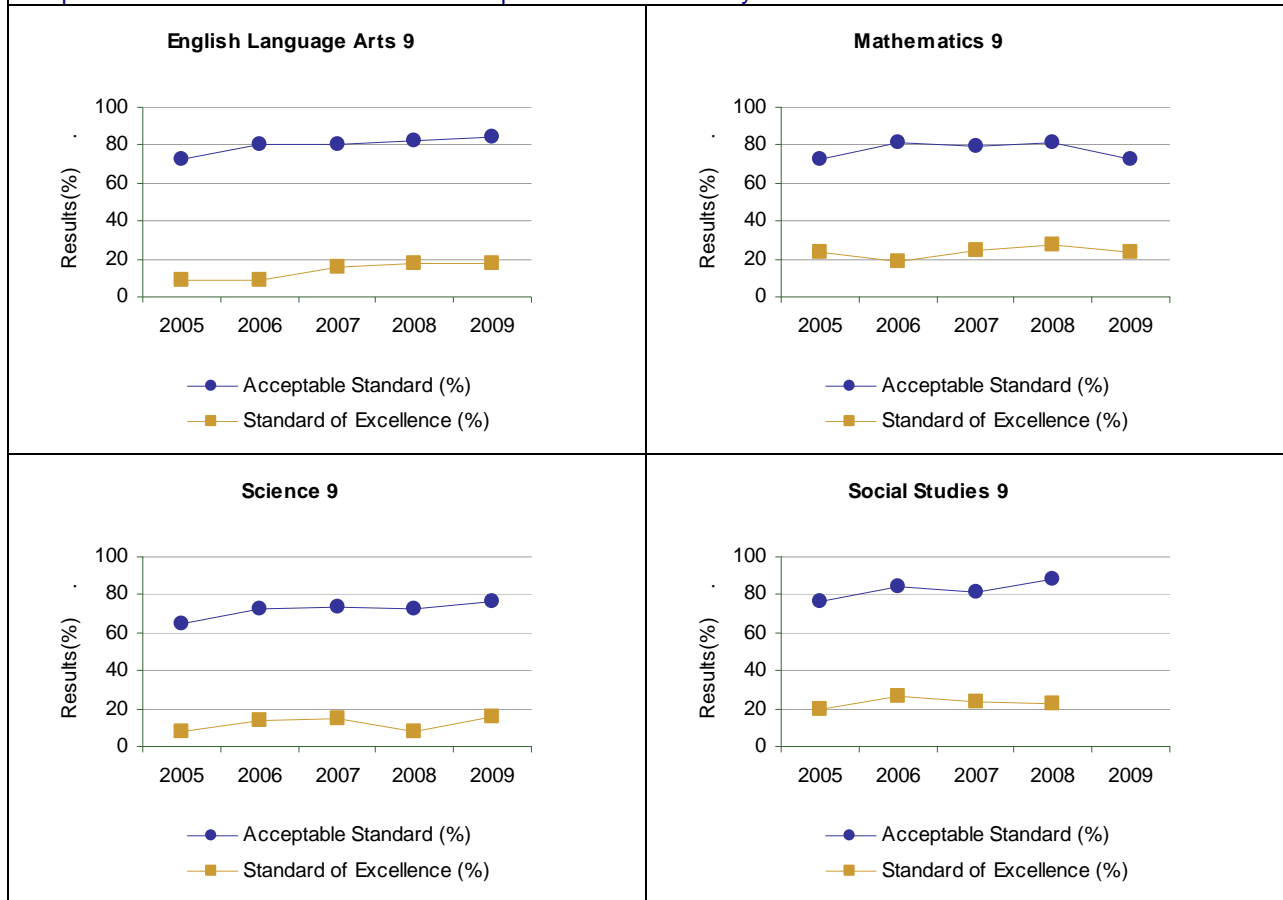 English Language Arts 9
100
80
60
40
20
0
Results(%)
.
2005 2006 2007 2008 2009
Acceptable Standard (%)
Standard of Excellence (%)
Mathematics 9
100
80
60
40
20
0
Results(%)
.
2005 2006 2007 2008 2009
Acceptable Standard (%)
Standard of Excellence (%)
Science 9
100
80
60
40
20
0
Results(%)
.
2005 2006 2007 2008 2009
Acceptable Standard (%)
Standard of Excellence (%)
Social Studies 9
100
80
60
40
20
0
Results(%)
.
2005 2006 2007 2008 2009
Acceptable Standard (%)
Standard of Excellence (%)